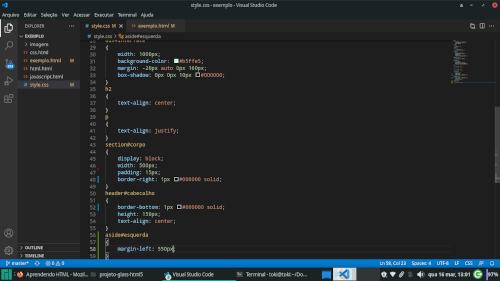 style.css - exemplo - Visual Studio Code
Arquivo Editar Seleção Ver Acessar Executar Terminal Ajuda
EXPLORER
EXEMPLO
imagem
css.html
exemplo.html M
html.html
javascript.html
style.css M
OUTLINE
TIMELINE
style.css M
exemplo.html M
style.css > aside#esquerda
29 {
30 width: 1000px;
31 background-color: #b5ffe5;
32 margin: -20px auto 0px 160px;
33 box-shadow: 0px 0px 10px #000000;
34 }
35 h2
36 {
37 text-align: center;
38 }
39 p
40 {
41 text-align: justify;
42 }
43 section#corpo
44 {
45 display: block;
46 width: 500px;
47 padding: 15px;
48 border-right: 1px #000000 solid;
49 }
50 header#cabecalho
51 {
52 border-bottom: 1px #000000 solid;
53 height: 150px;
54 text-align: center;
55 }
56 aside#esquerda
57 {
58 margin-left: 550px
59 }
master*
0 0
Ln 58, Col 23 Spaces: 4 UTF-8 LF CSS
Aprendendo HTML - Mozil...
projeto-glass-html5
Visual Studio Code
Terminal - toki@toki: ~/Do...
qua 16 mar, 13:01
97%